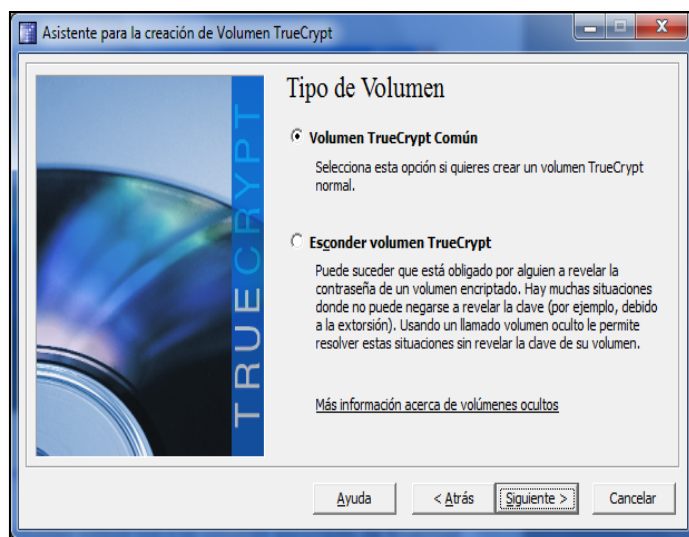 Asistente para la creación de Volumen TrueCrypt
TRUECRYPT
Tipo de Volumen
Volumen TrueCrypt Común
Selecciona esta opción si quieres crear un volumen TrueCrypt
normal.
Esconder volumen TrueCrypt
Puede suceder que está obligado por alguien a revelar la
contraseña de un volumen encriptado. Hay muchas situaciones
donde no puede negarse a revelar la clave (por ejemplo, debido
a la extorsión). Usando un llamado volumen oculto le permite
resolver estas situaciones sin revelar la clave de su volumen.
Más información acerca de volúmenes ocultos
Ayuda
< Atrás
Siguiente >
Cancelar